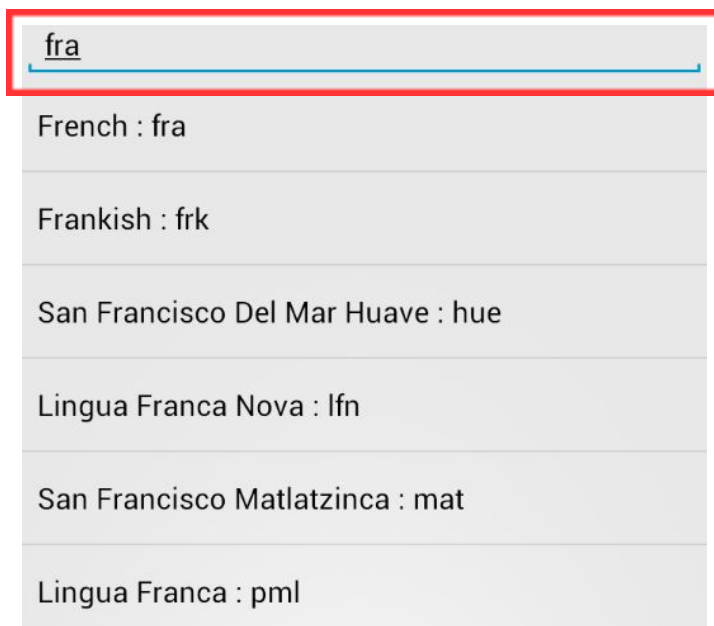 fra
French : fra
Frankish : frk
San Francisco Del Mar Huave : hue
Lingua Franca Nova : lfn
San Francisco Matlatzinca : mat
Lingua Franca : pml